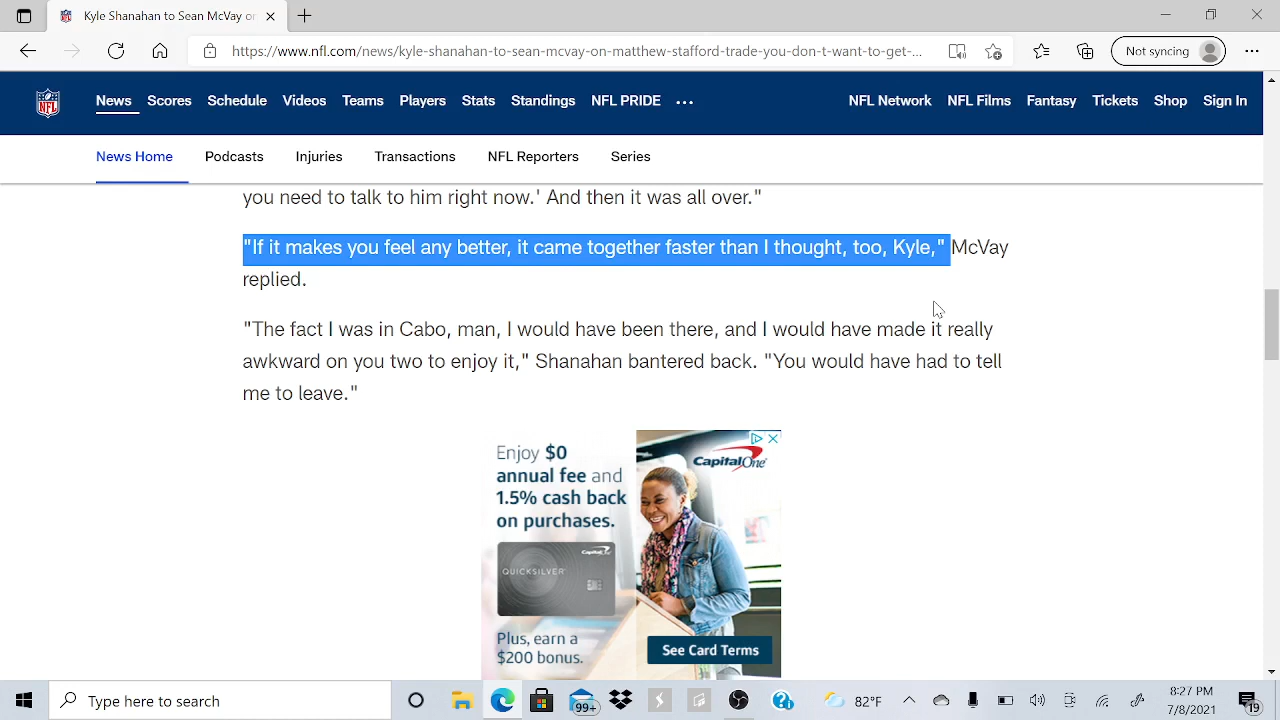 Kyle Shanahan to Sean McVay on
https://www.nfl.com/news/kyle-shanahan-to-sean-mcvay-on-matthew-stafford-trade-you-don-t-want-to-get-...
Not syncing
NFL
News Scores Schedule Videos Teams Players Stats Standings NFL PRIDE ... NFL Network NFL Films Fantasy Tickets Shop Sign In
News Home Podcasts Injuries Transactions NFL Reporters Series
you need to talk to him right now.' And then it was all over."
"If it makes you feel any better, it came together faster than I thought, too, Kyle," McVay
replied.
"The fact I was in Cabo, man, I would have been there, and I would have made it really
awkward on you two to enjoy it," Shanahan bantered back. "You would have had to tell
me to leave."
Enjoy $0
annual fee and
1.5% cash back
on purchases.
CapitalOne
CapitalOne
QUICKSILVER
Plus, earn a
$200 bonus.
See Card Terms
Type here to search
99+
82°F
8:27 PM
7/8/2021
19